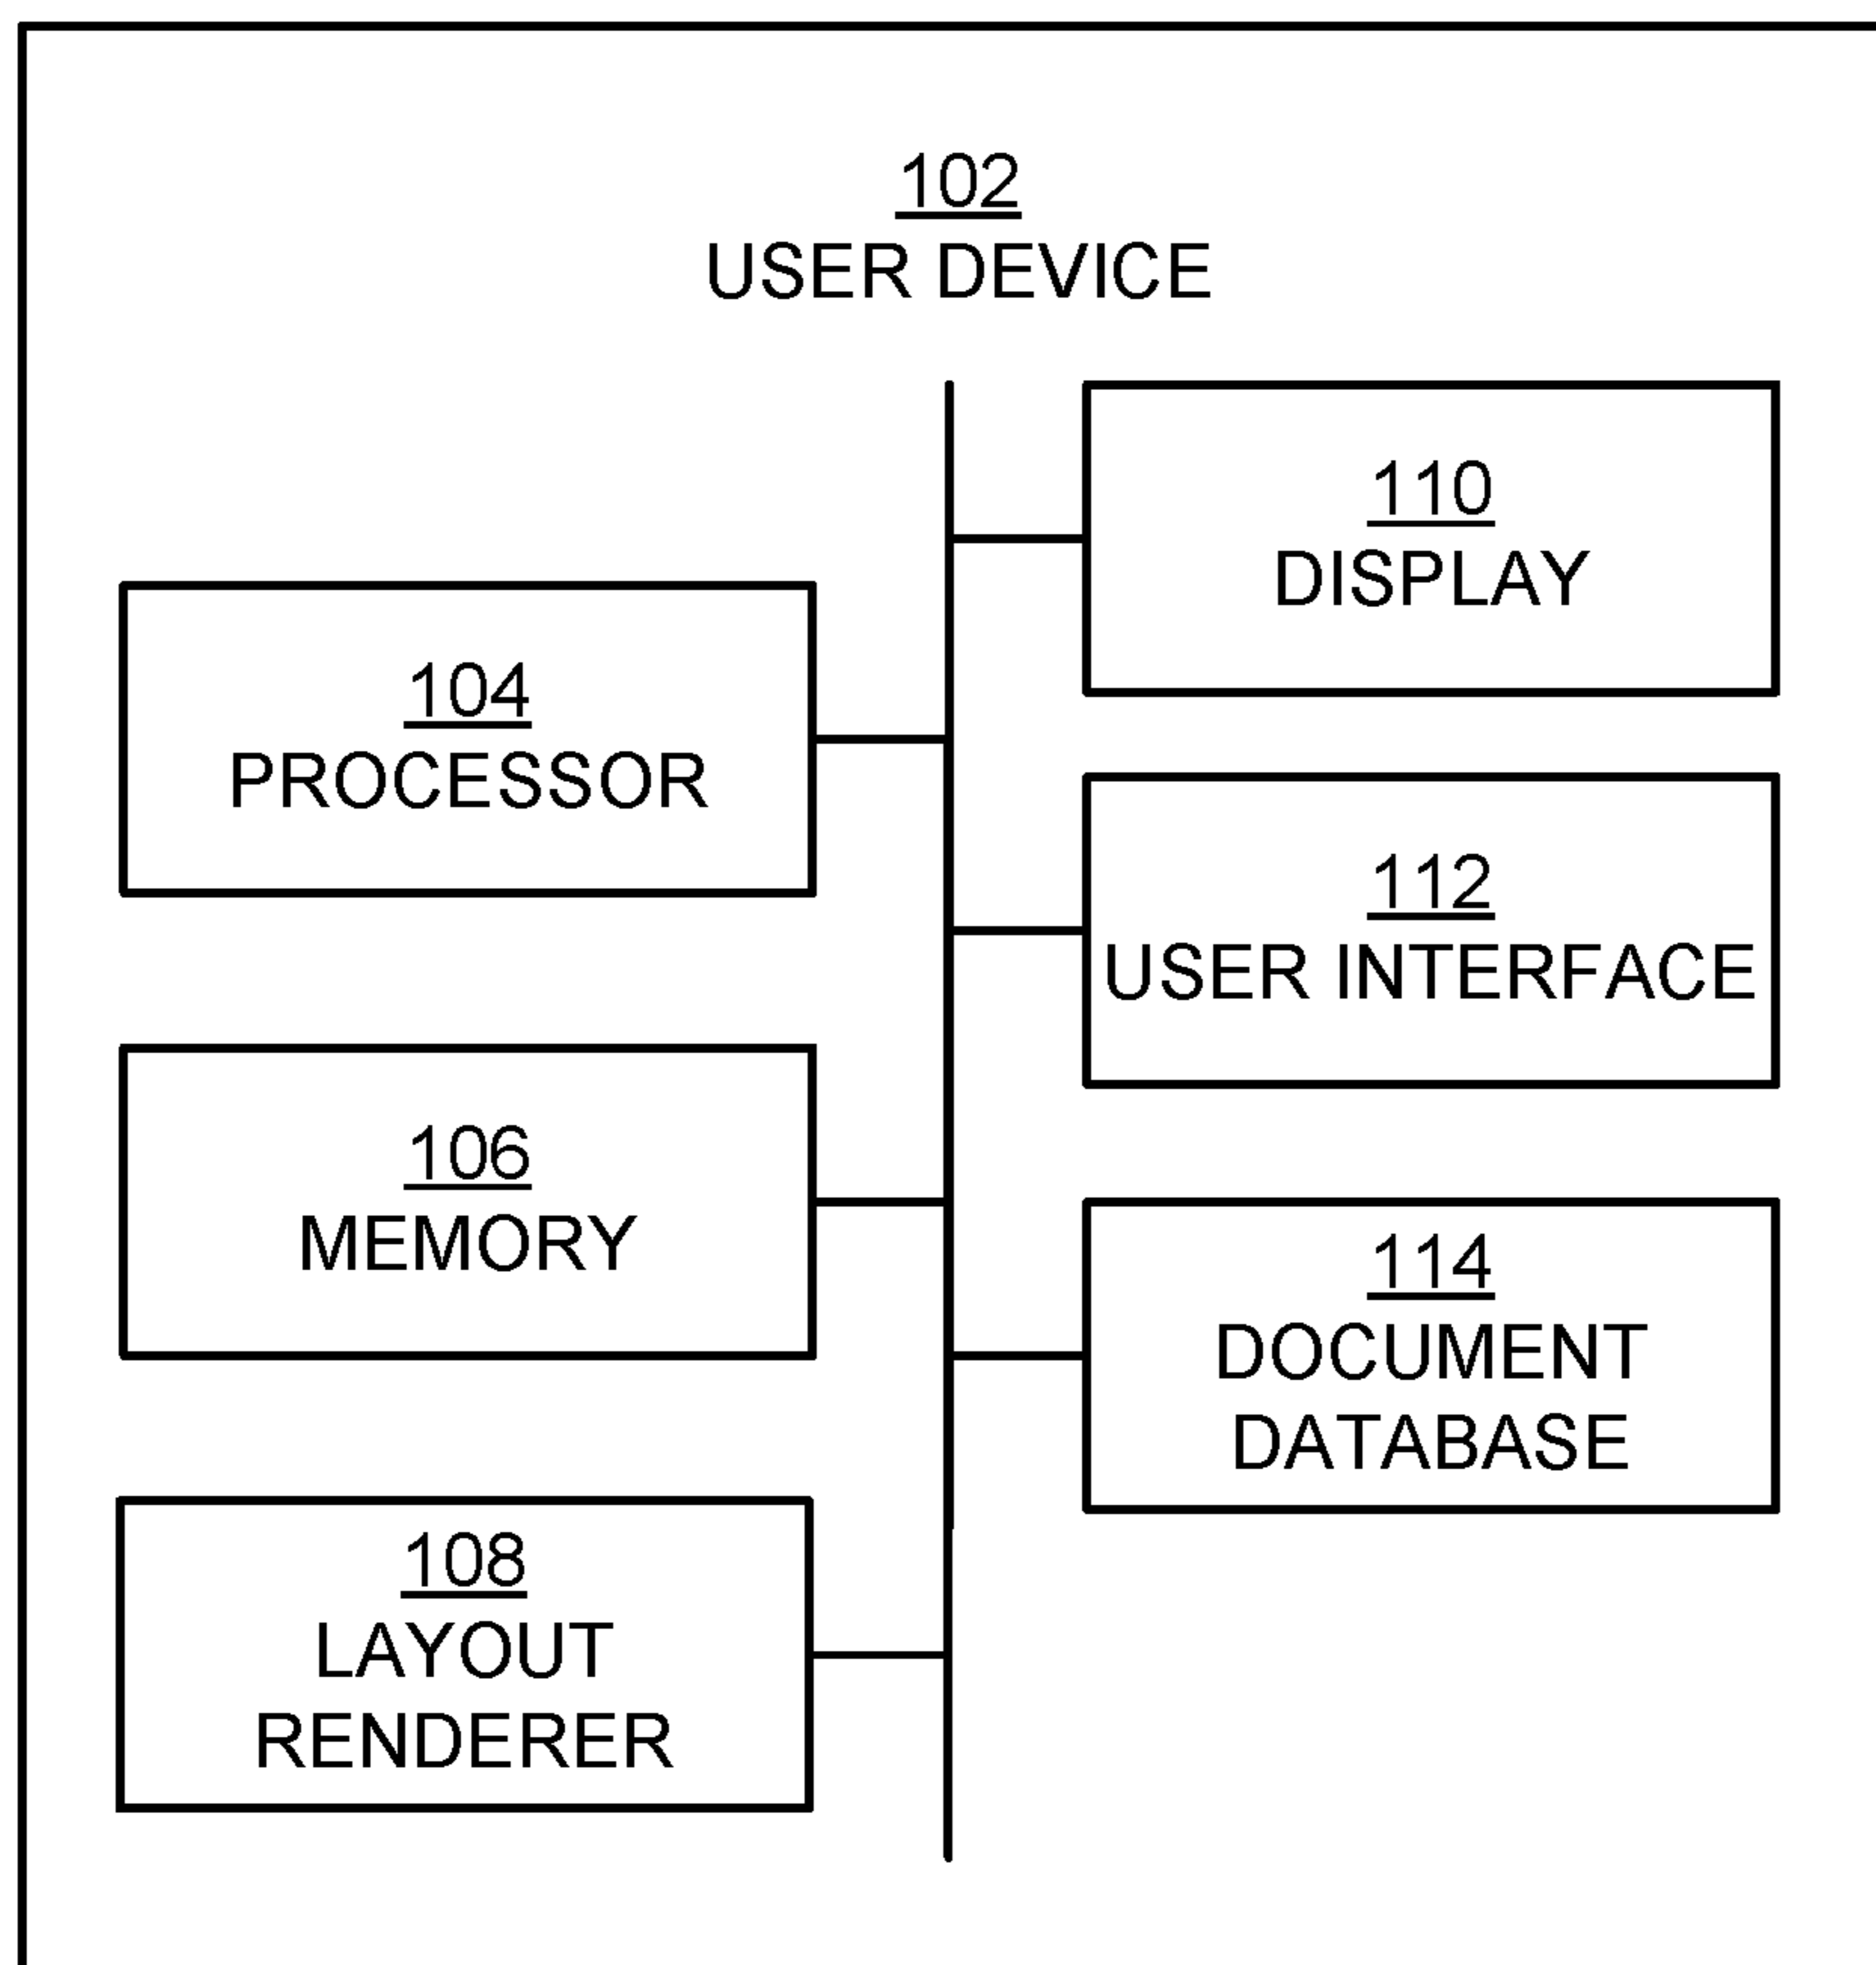 102
USER DEVICE
104
PROCESSOR
106
MEMORY
108
LAYOUT
RENDERER
110
DISPLAY
112
USER INTERFACE
114
DOCUMENT
DATABASE